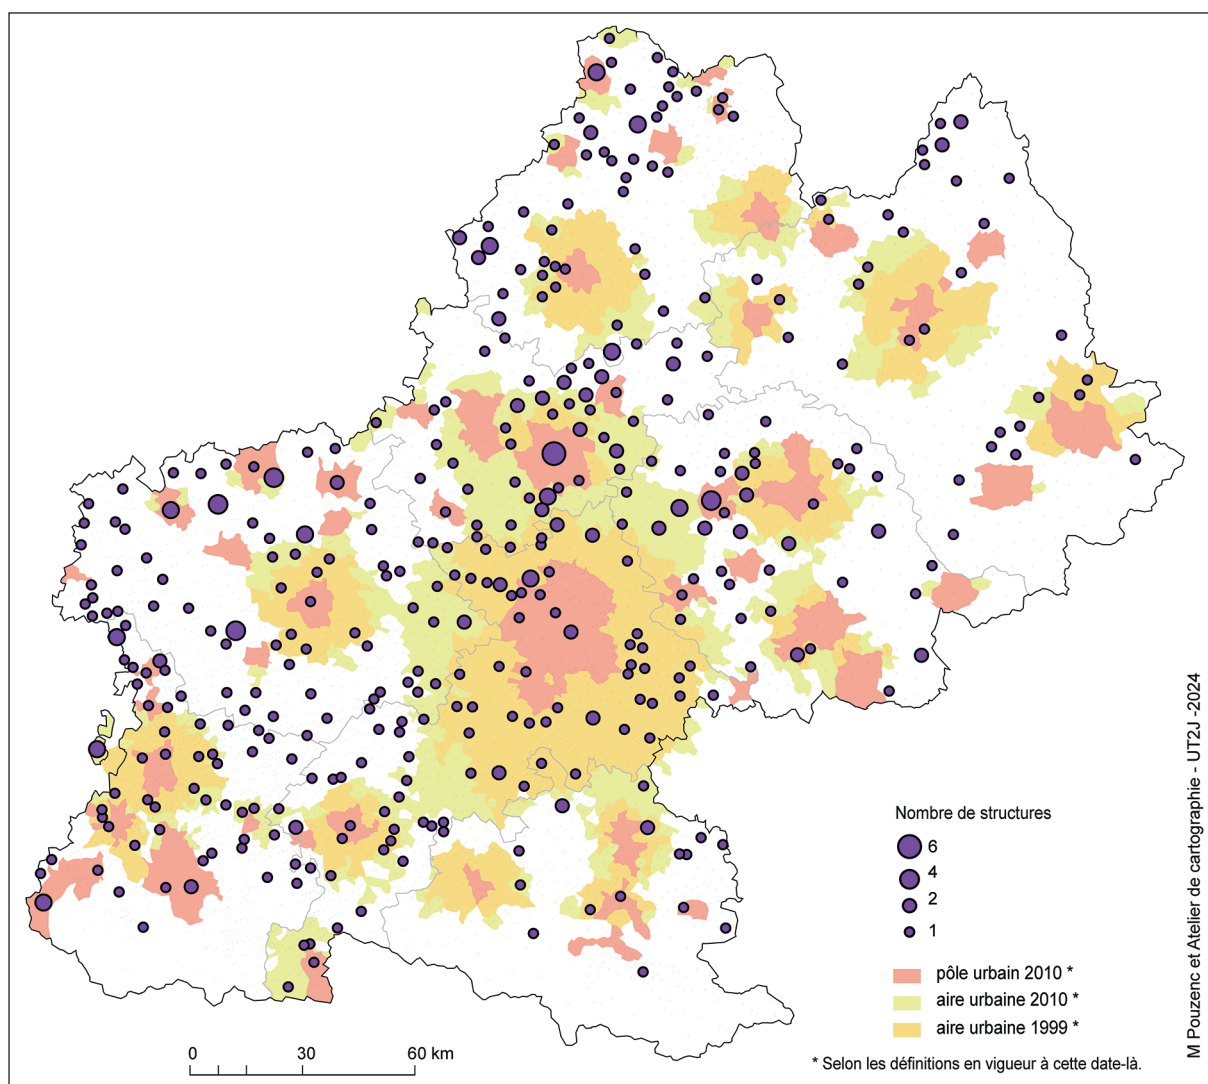 Nombre de structures
6
4
2
1
pôle urbain 2010 *
aire urbaine 2010 *
aire urbaine 1999 *
* Selon les définitions en vigueur à cette date-là.
0 30 60 km
M Pouzenc et Atelier de cartographie - UT2J -2024